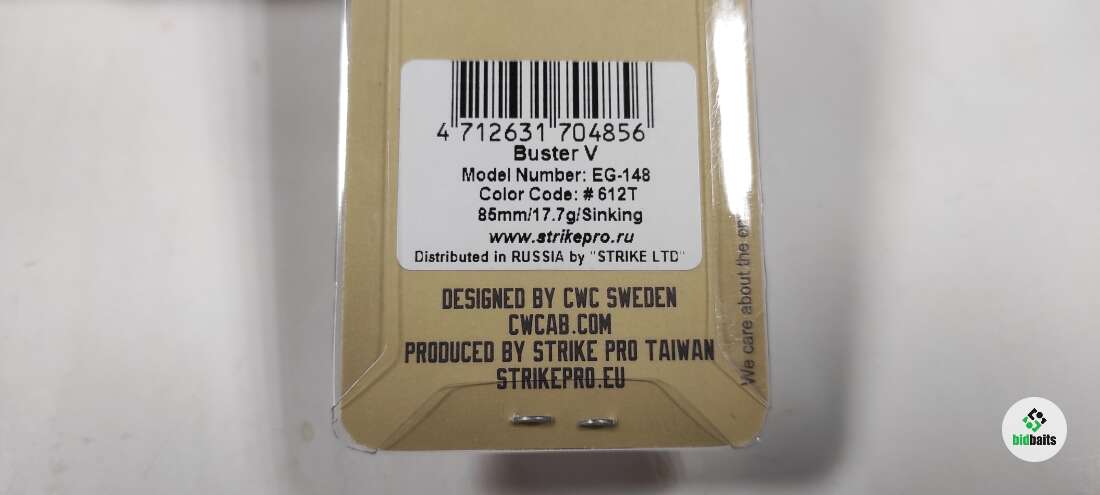 4 712631 704856
Buster V
Model Number: EG-148
Color Code: # 612T
85mm/17.7g/Sinking
www.strikepro.ru
Distributed in RUSSIA by "STRIKE LTD"
DESIGNED BY CWC SWEDEN
CWCAB.COM
PRODUCED BY STRIKE PRO TAIWAN
STRIKEPRO.EU
We care about the
bidbaits